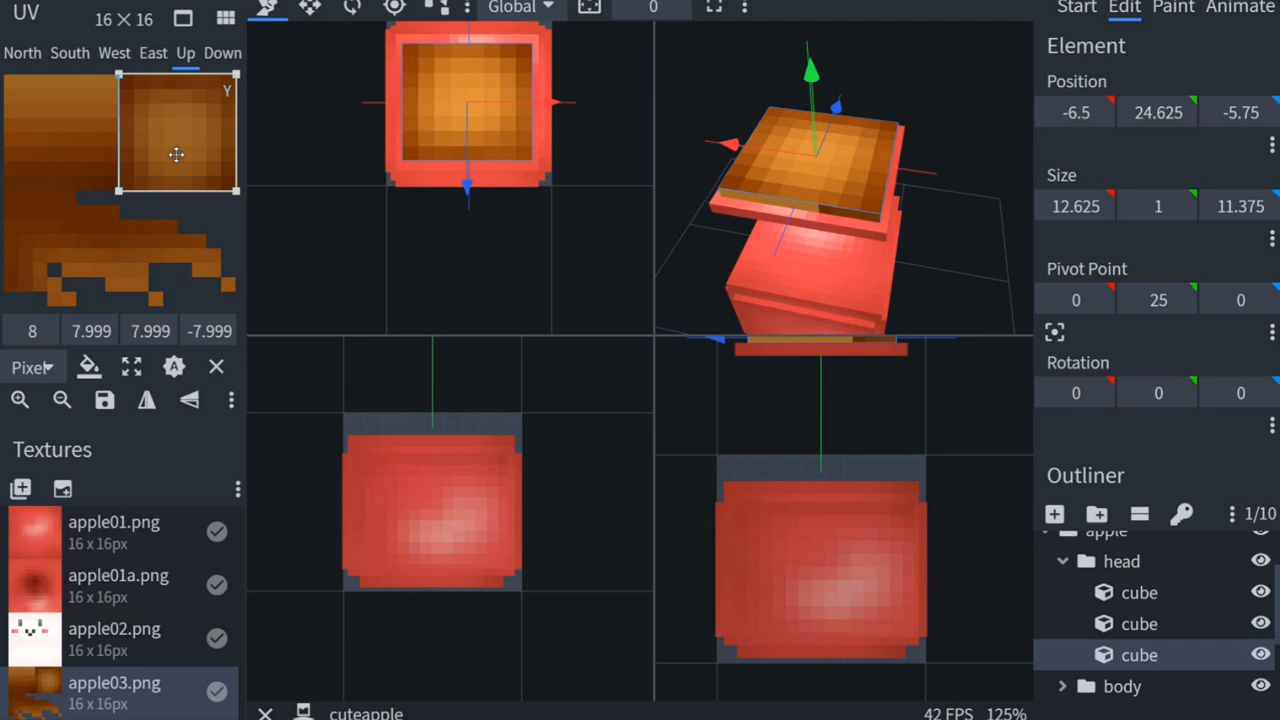 UV
16 × 16
North South West East Up Down
Y
8 7.999 7.999 -7.999
Pixel
Textures
apple01.png
16 x 16px
apple01a.png
16 x 16px
apple02.png
16 x 16px
apple03.png
16 x 16px
Global
0
Start Edit Paint Animate
Element
Position
-6.5 24.625 -5.75
Size
12.625 1 11.375
Pivot Point
0 25 0
Rotation
0 0 0
Outliner
1/10
apple
head
cube
cube
cube
body
cuteapple
42 FPS 125%